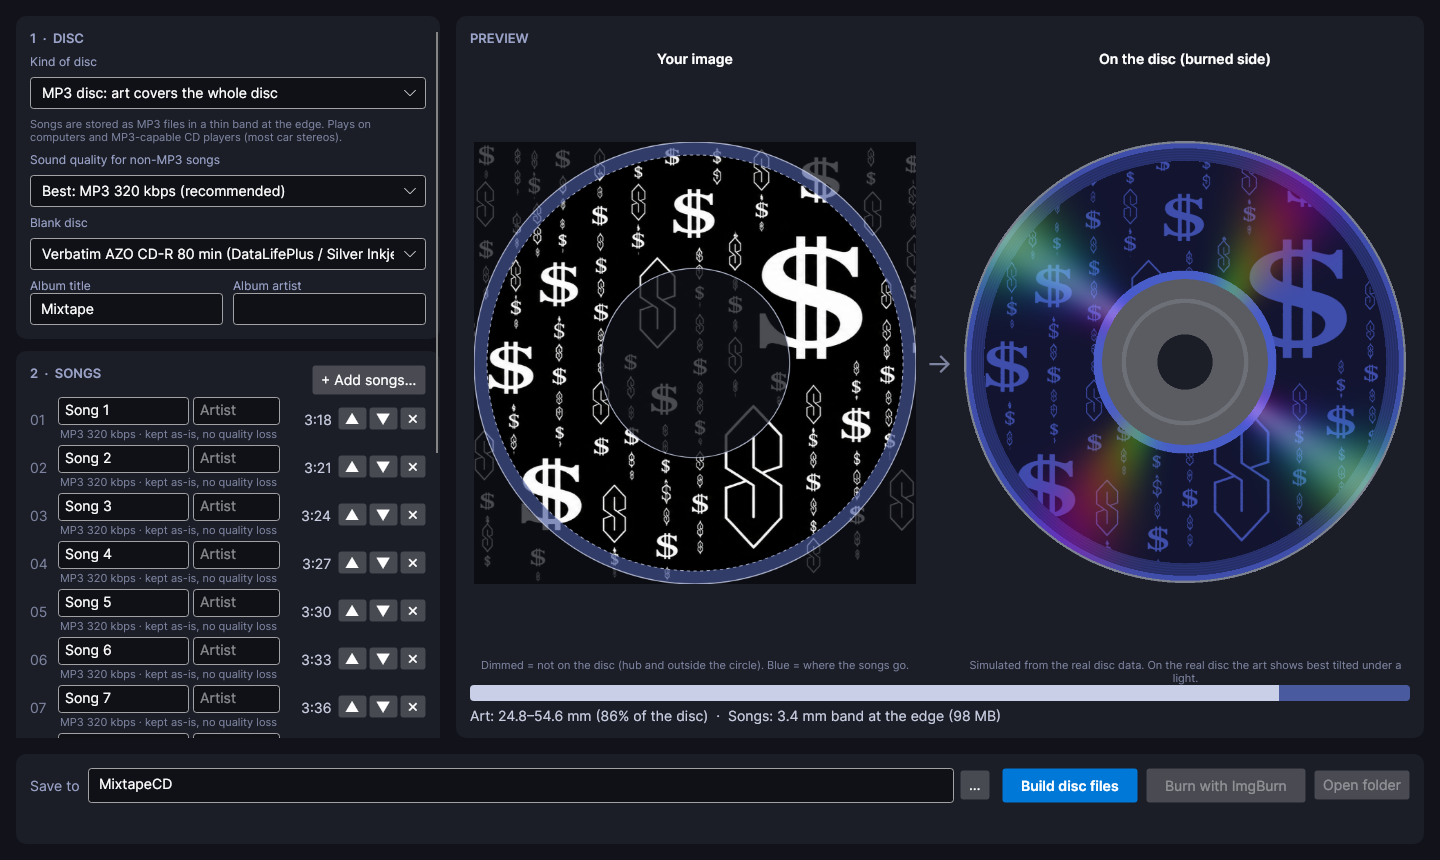 1 · DISC
Kind of disc
MP3 disc: art covers the whole disc
Songs are stored as MP3 files in a thin band at the edge. Plays on
computers and MP3-capable CD players (most car stereos).
Sound quality for non-MP3 songs
Best: MP3 320 kbps (recommended)
Blank disc
Verbatim AZO CD-R 80 min (DataLifePlus / Silver Inkje
Album title
Album artist
Mixtape
2 · SONGS
+ Add songs...
01 Song 1 Artist 3:18
MP3 320 kbps · kept as-is, no quality loss
02 Song 2 Artist 3:21
MP3 320 kbps · kept as-is, no quality loss
03 Song 3 Artist 3:24
MP3 320 kbps · kept as-is, no quality loss
04 Song 4 Artist 3:27
MP3 320 kbps · kept as-is, no quality loss
05 Song 5 Artist 3:30
MP3 320 kbps · kept as-is, no quality loss
06 Song 6 Artist 3:33
MP3 320 kbps · kept as-is, no quality loss
07 Song 7 Artist 3:36
MP3 320 kbps · kept as-is, no quality loss
PREVIEW
Your image
On the disc (burned side)
Dimmed = not on the disc (hub and outside the circle). Blue = where the songs go.
Simulated from the real disc data. On the real disc the art shows best tilted under a
light.
Art: 24.8–54.6 mm (86% of the disc) · Songs: 3.4 mm band at the edge (98 MB)
Save to
MixtapeCD
...
Build disc files
Burn with ImgBurn
Open folder